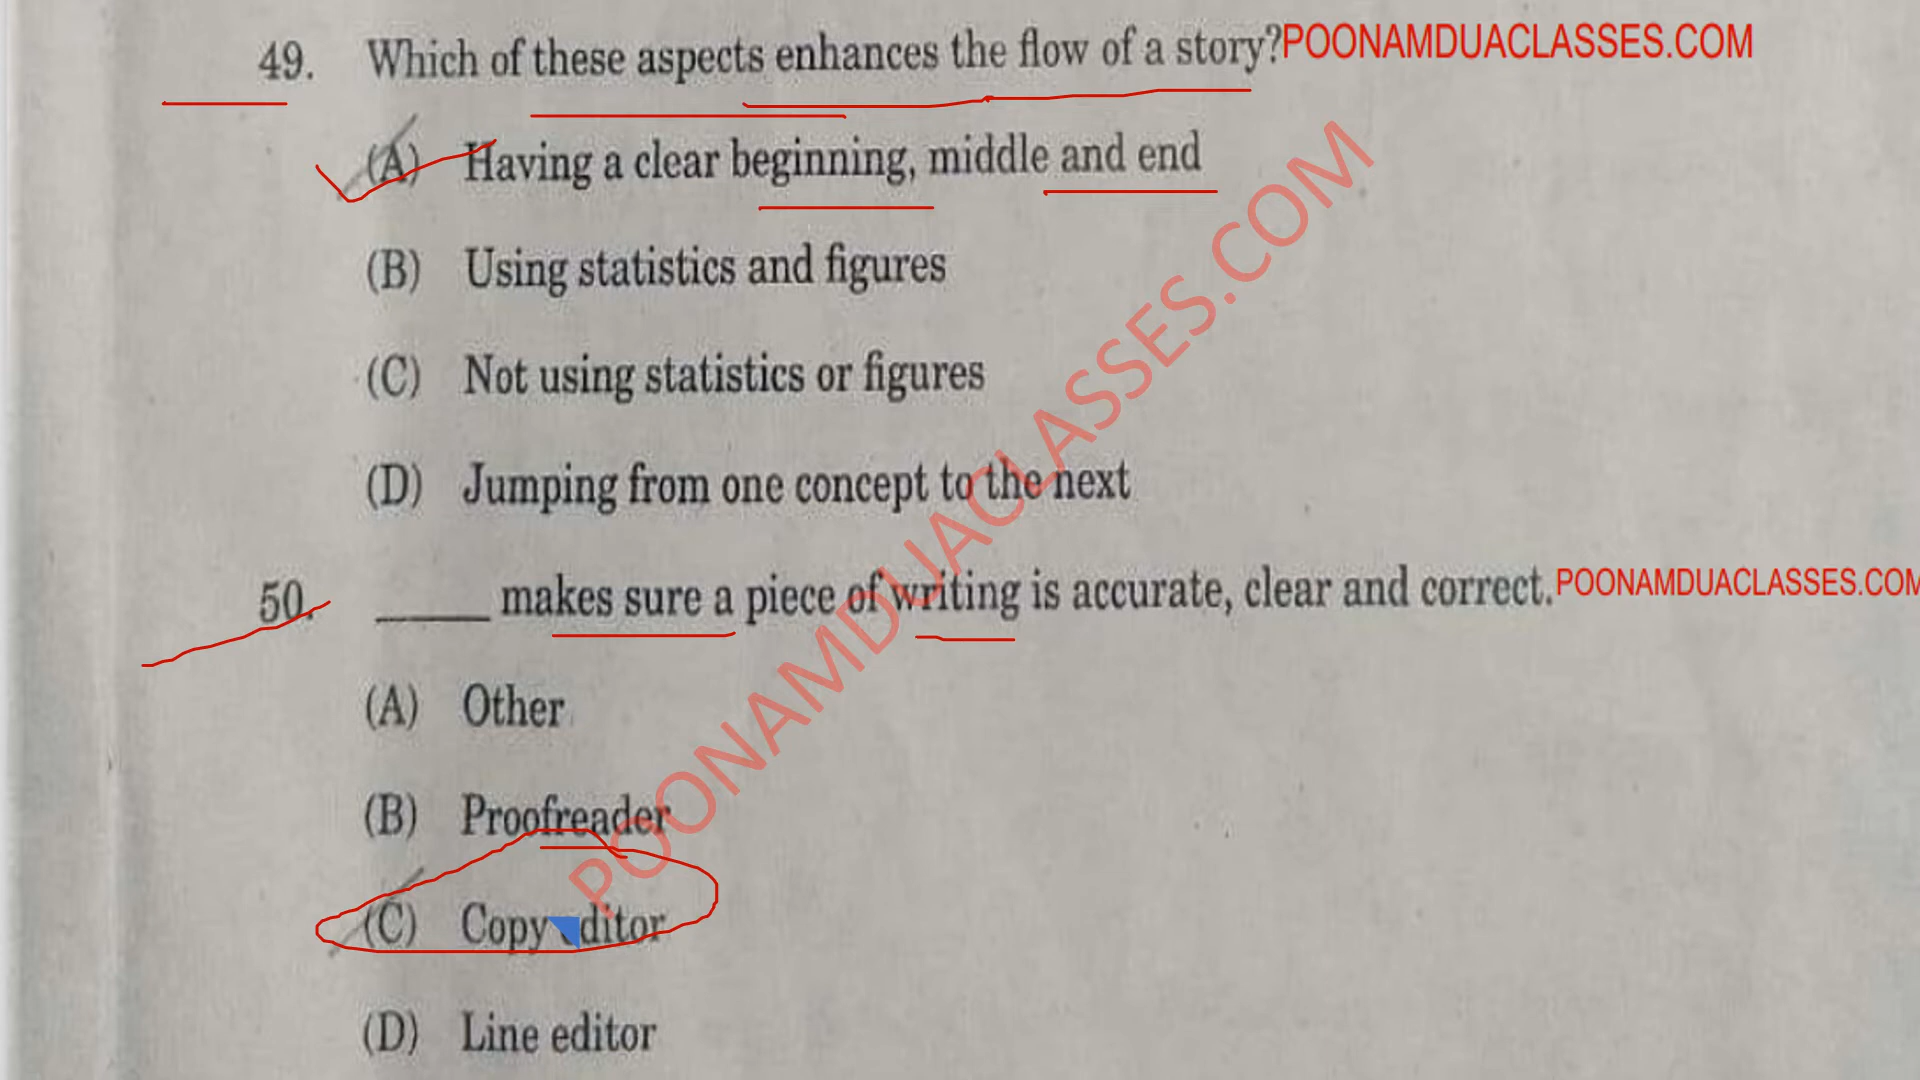 49. Which of these aspects enhances the flow of a story?POONAMDUACLASSES.COM
(A) Having a clear beginning, middle and end
(B) Using statistics and figures
(C) Not using statistics or figures
(D) Jumping from one concept to the next
50. _____ makes sure a piece of writing is accurate, clear and correct.POONAMDUACLASSES.COM
(A) Other
(B) Proofreader
(C) Copy editor
(D) Line editor
POONAMDUACLASSES.COM